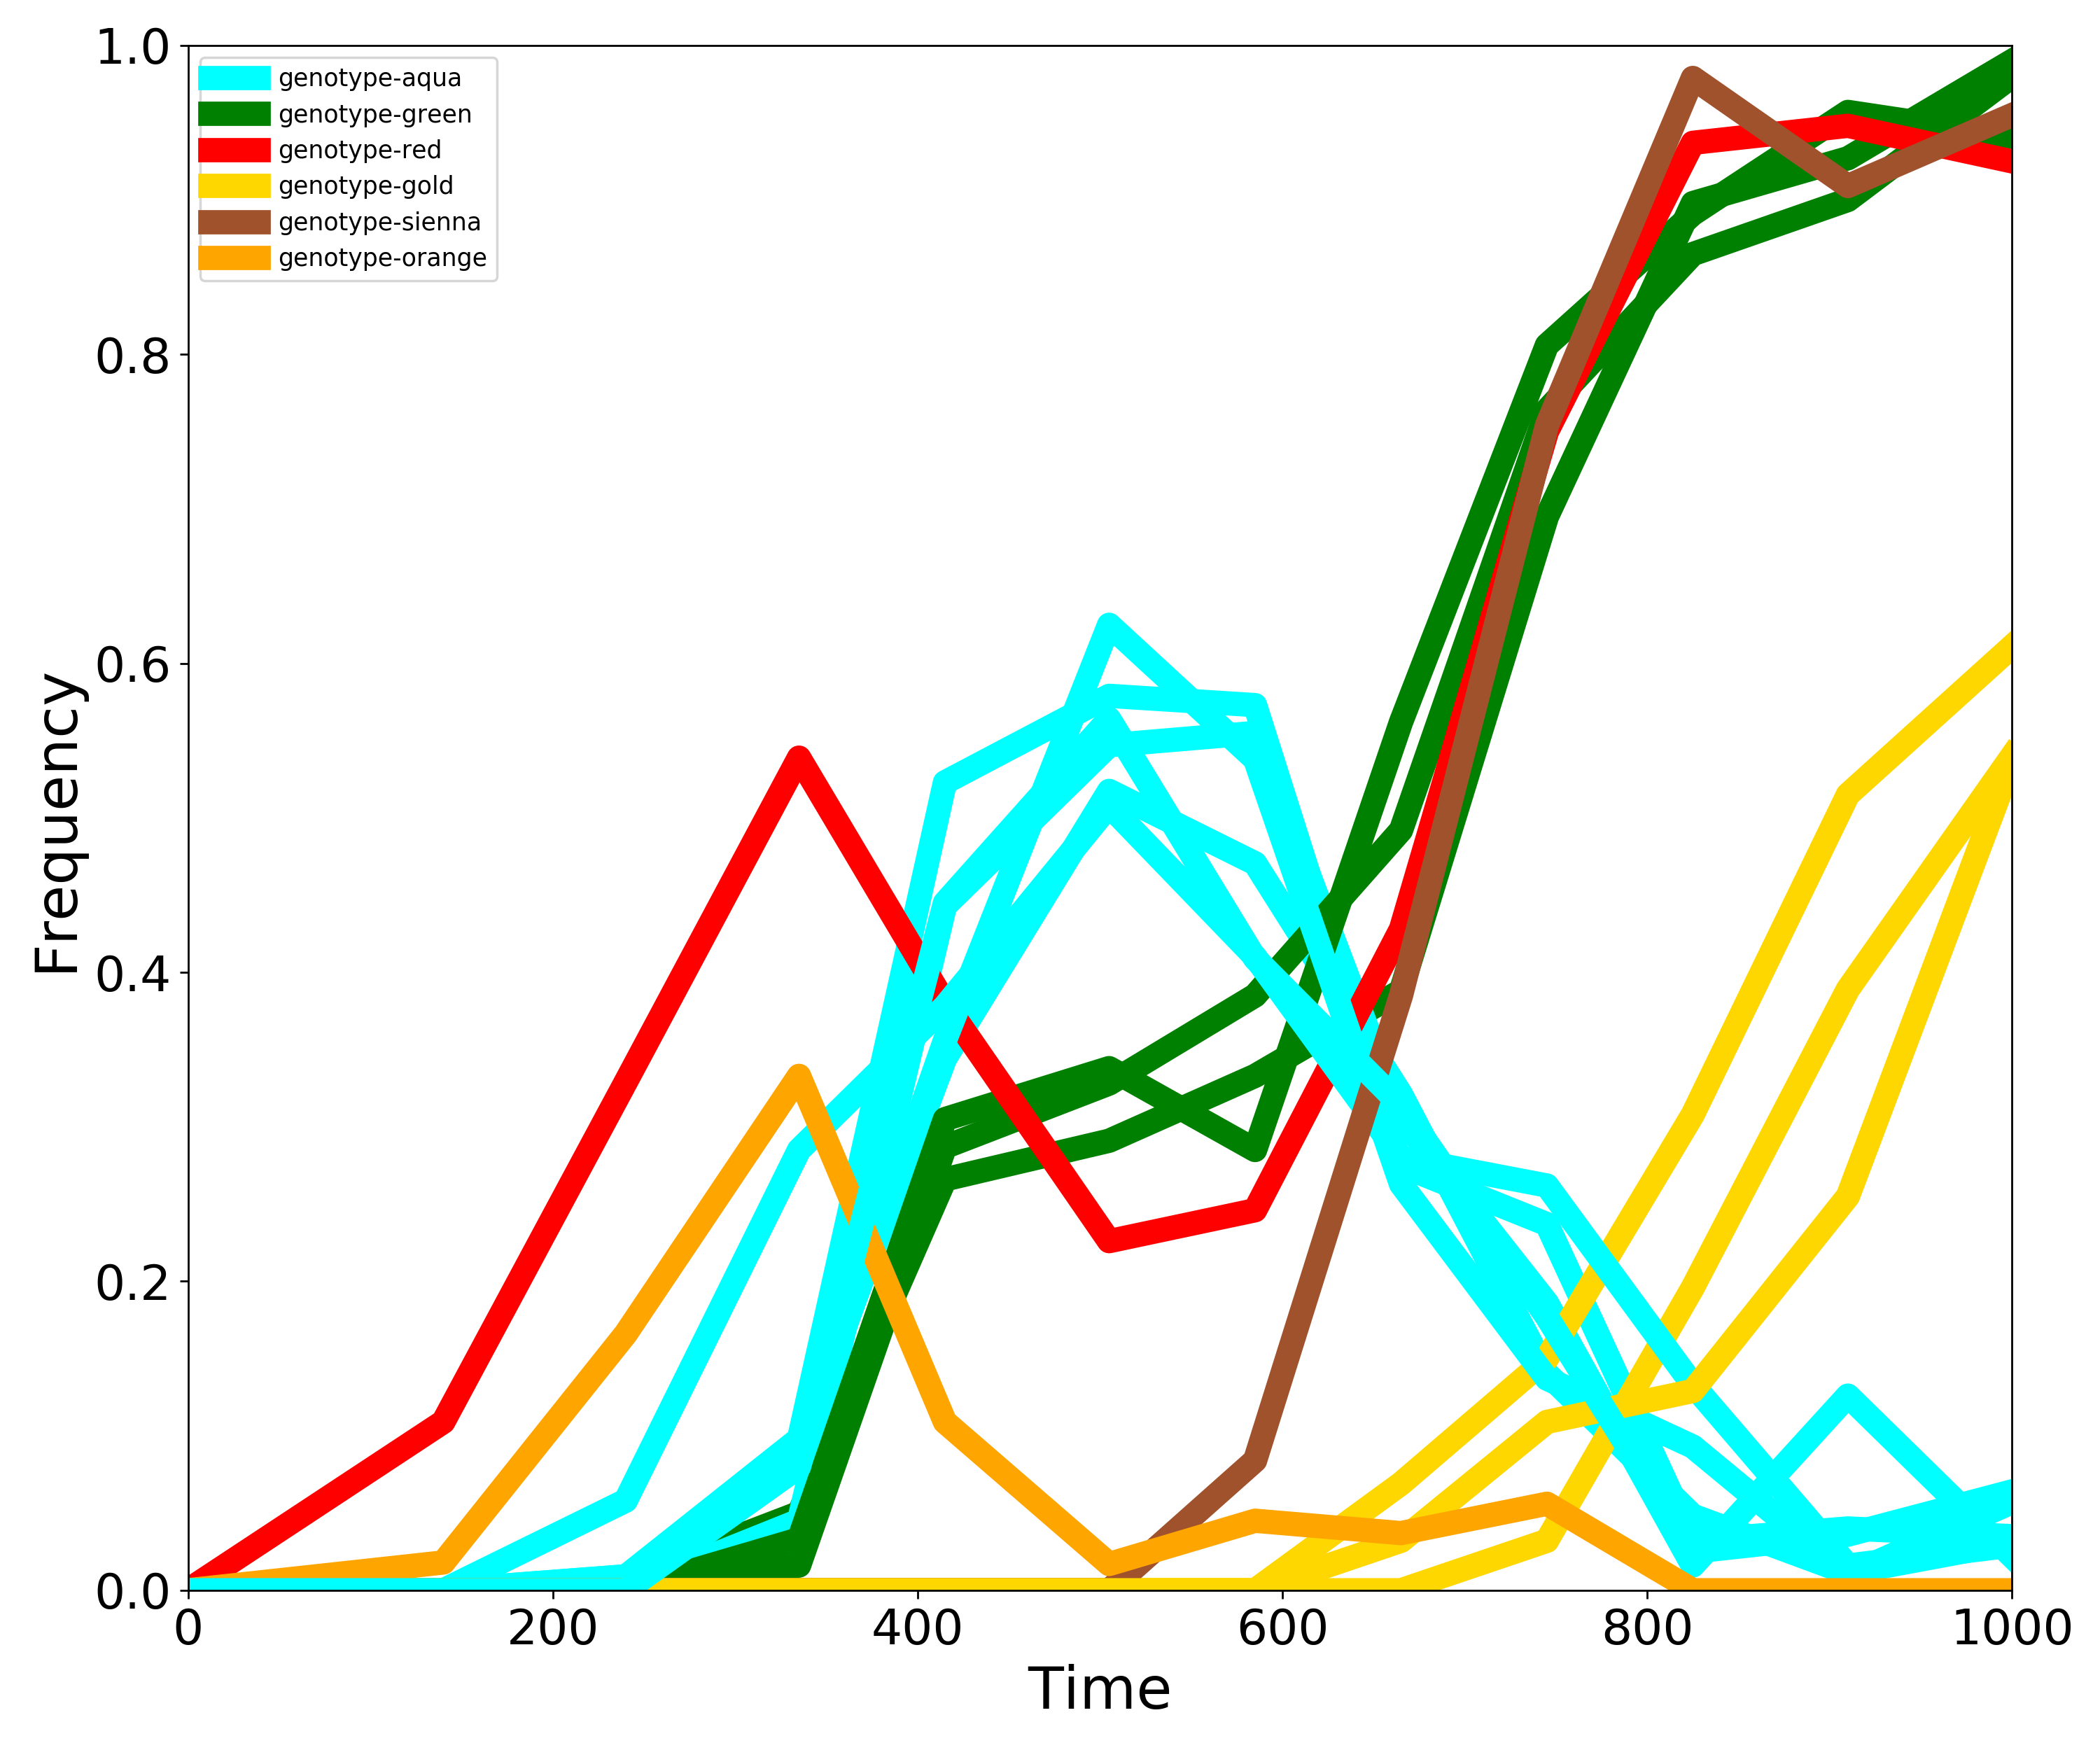 1.0
genotype-aqua
genotype-green
genotype-red
genotype-gold
genotype-sienna
genotype-orange
0.8
0.6
0.4
0.2
0.0
Frequency
0 200 400 600 800 1000
Time